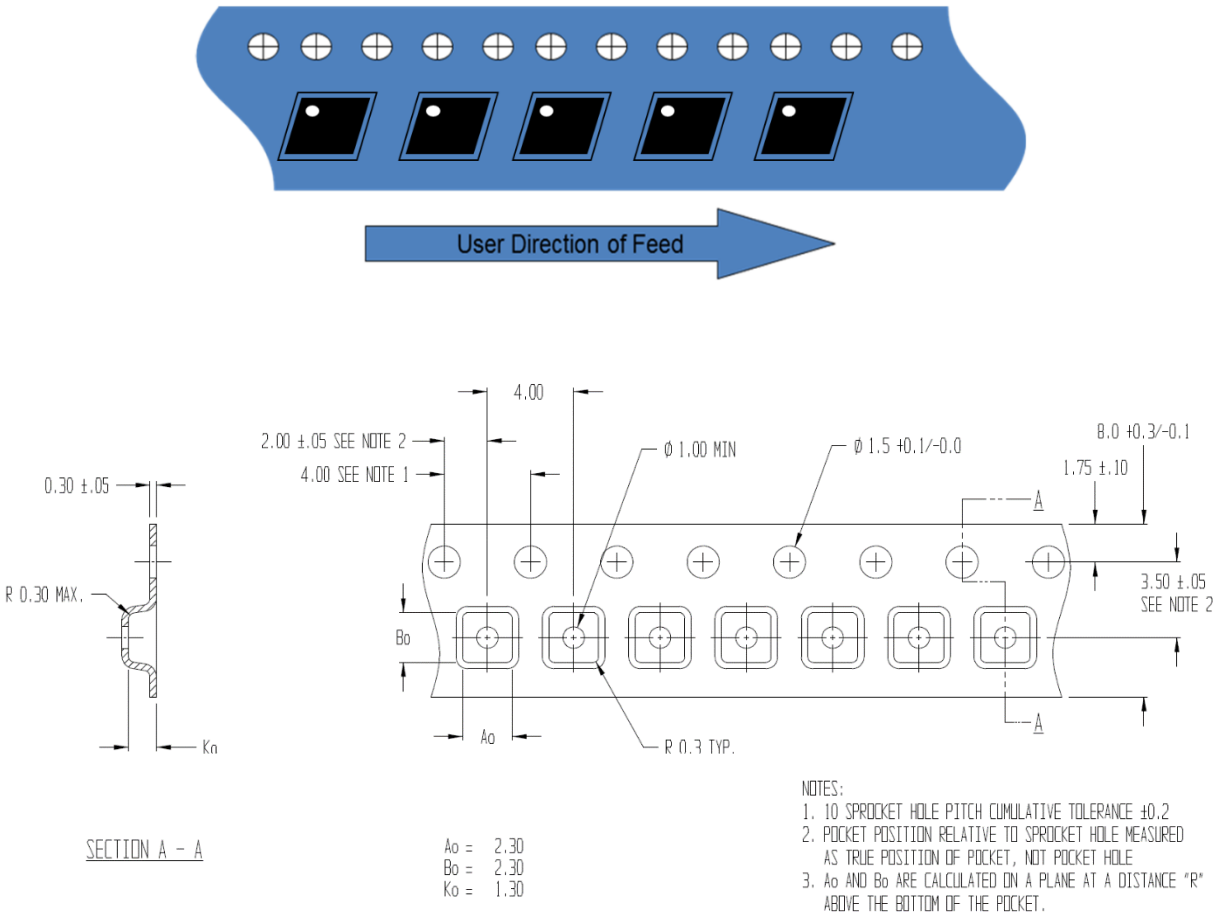 User Direction of Feed
4.00
2.00 ±.05 SEE NOTE 2
4.00 SEE NOTE 1
0.30 ±.05
R 0.30 MAX.
Ø 1.00 MIN
Ø 1.5 +0.1/-0.0
8.0 +0.3/-0.1
1.75 ±.10
A
3.50 ±.05
SEE NOTE 2
Bo
Ao
Ko
R 0.3 TYP.
A
SECTION A - A
Ao = 2.30
Bo = 2.30
Ko = 1.30
NOTES:
1. 10 SPROCKET HOLE PITCH CUMULATIVE TOLERANCE ±0.2
2. POCKET POSITION RELATIVE TO SPROCKET HOLE MEASURED
AS TRUE POSITION OF POCKET, NOT POCKET HOLE
3. Ao AND Bo ARE CALCULATED ON A PLANE AT A DISTANCE "R"
ABOVE THE BOTTOM OF THE POCKET.